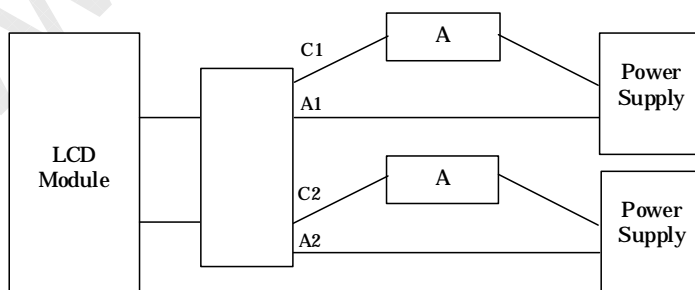 C1
A
A1
Power
Supply
LCD
Module
C2
A
A2
Power
Supply